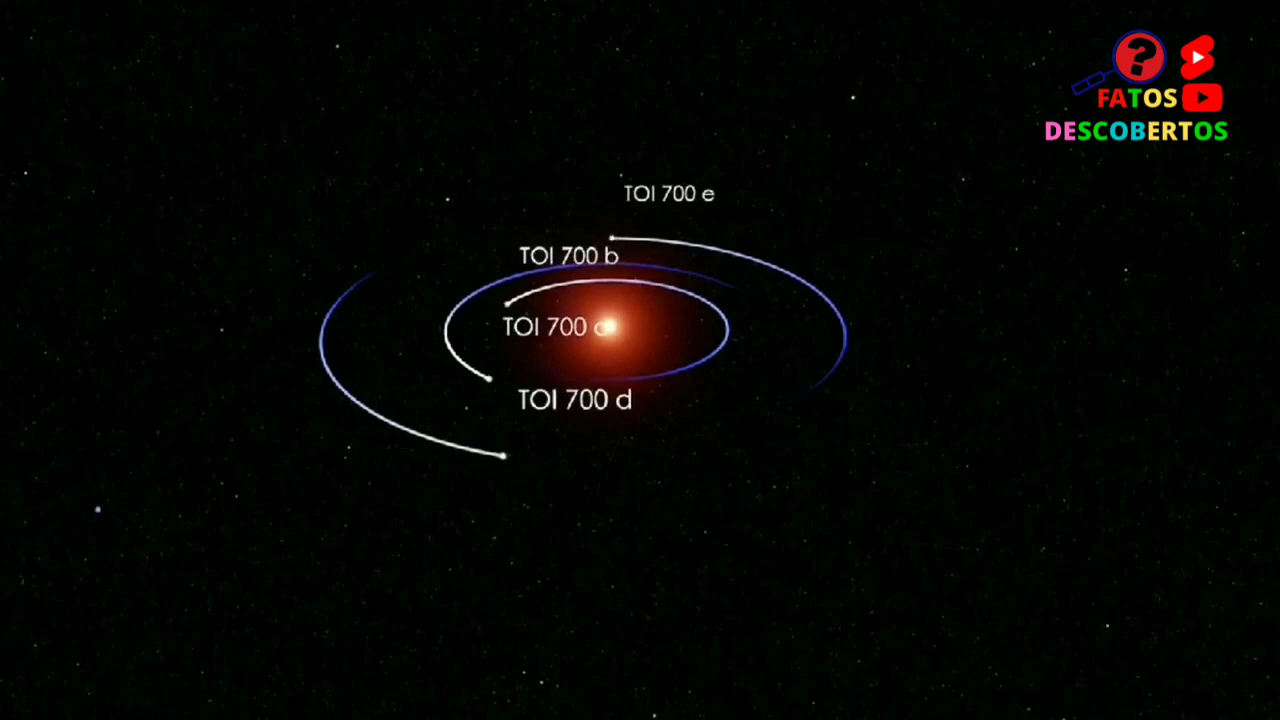 FATOS
DESCOBERTOS
TOI 700 e
TOI 700 b
TOI 700 c
TOI 700 d